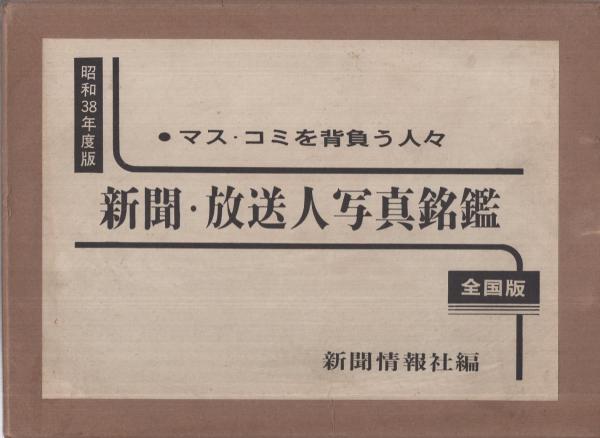 昭和38年度版
●マス・コミを背負う人々
新聞・放送人写真銘鑑
全国版
新聞情報社編